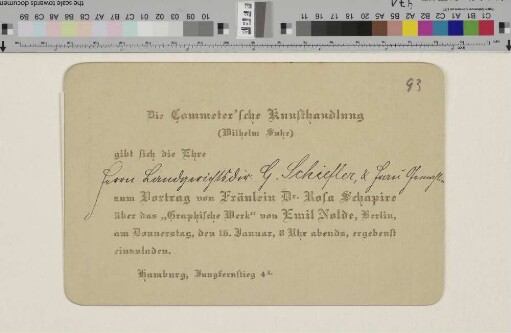 93
Die Commeter'sche Kunsthandlung
(Wilhelm Suhr)
gibt sich die Ehre
Herrn Landgerichtsdir. G. Schiefler, & Frau Gemahlin
zum Vortrag von Fräulein Dr. Rosa Schapire
über das „Graphische Werk“ von Emil Nolde, Berlin,
am Donnerstag, den 16. Januar, 8 Uhr abends, ergebenst
einzuladen.
Hamburg, Jungfernstieg